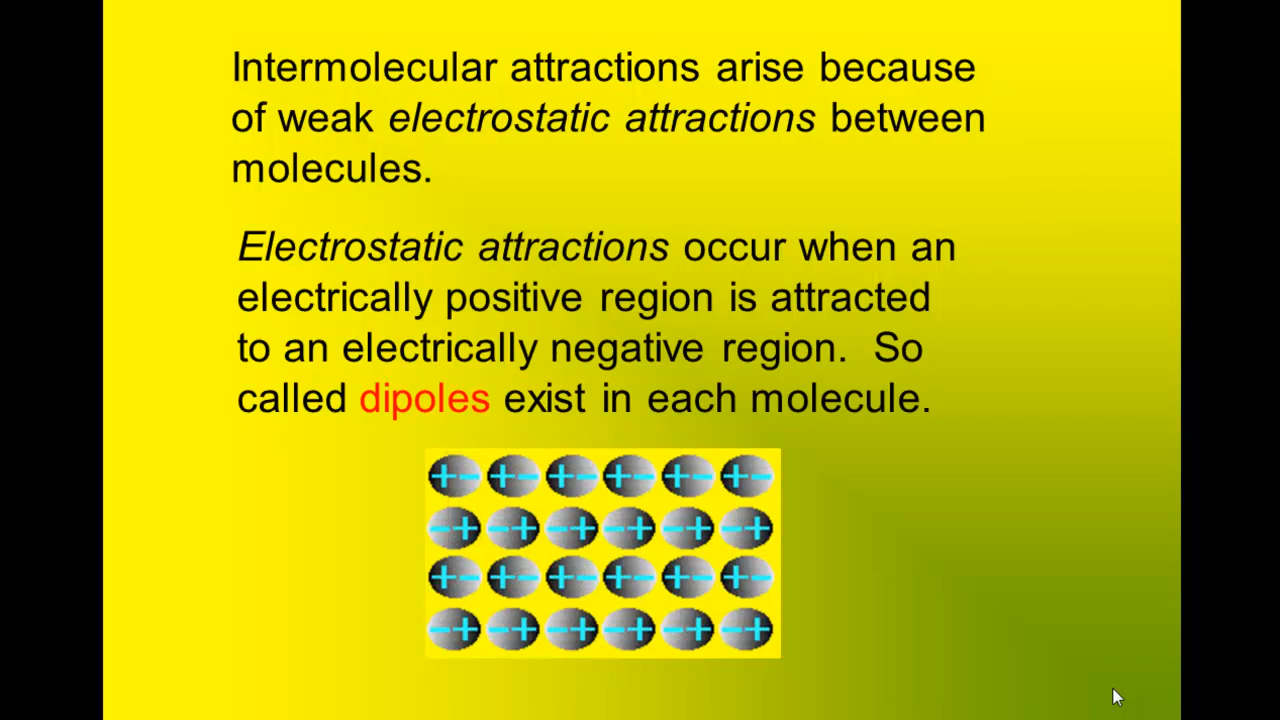 Intermolecular attractions arise because
of weak electrostatic attractions between
molecules.
Electrostatic attractions occur when an
electrically positive region is attracted
to an electrically negative region.  So
called dipoles exist in each molecule.
+- +- +- +- +- +-
-+ -+ -+ -+ -+ -+
+- +- +- +- +- +-
-+ -+ -+ -+ -+ -+